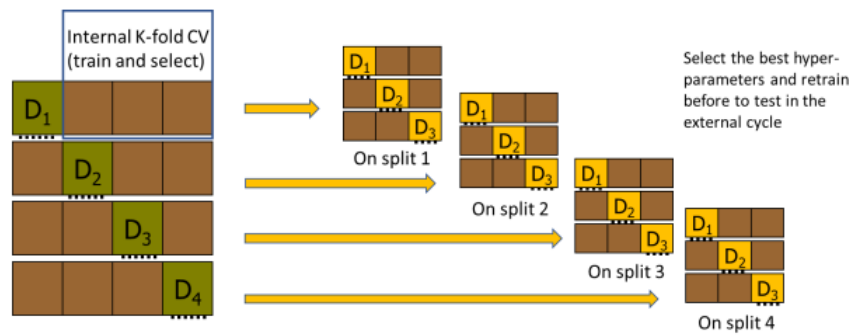 Internal K-fold CV
(train and select)
D1
D2
D3
D4
D1
D2
D3
On split 1
D1
D2
D3
On split 2
D1
D2
D3
On split 3
D1
D2
D3
On split 4
Select the best hyper-
parameters and retrain
before to test in the
external cycle